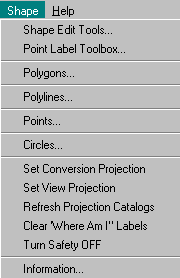 Shape Help
Shape Edit Tools...
Point Label Toolbox...
Polygons...
Polylines...
Points...
Circles...
Set Conversion Projection
Set View Projection
Refresh Projection Catalogs
Clear "Where Am I" Labels
Turn Safety OFF
Information...